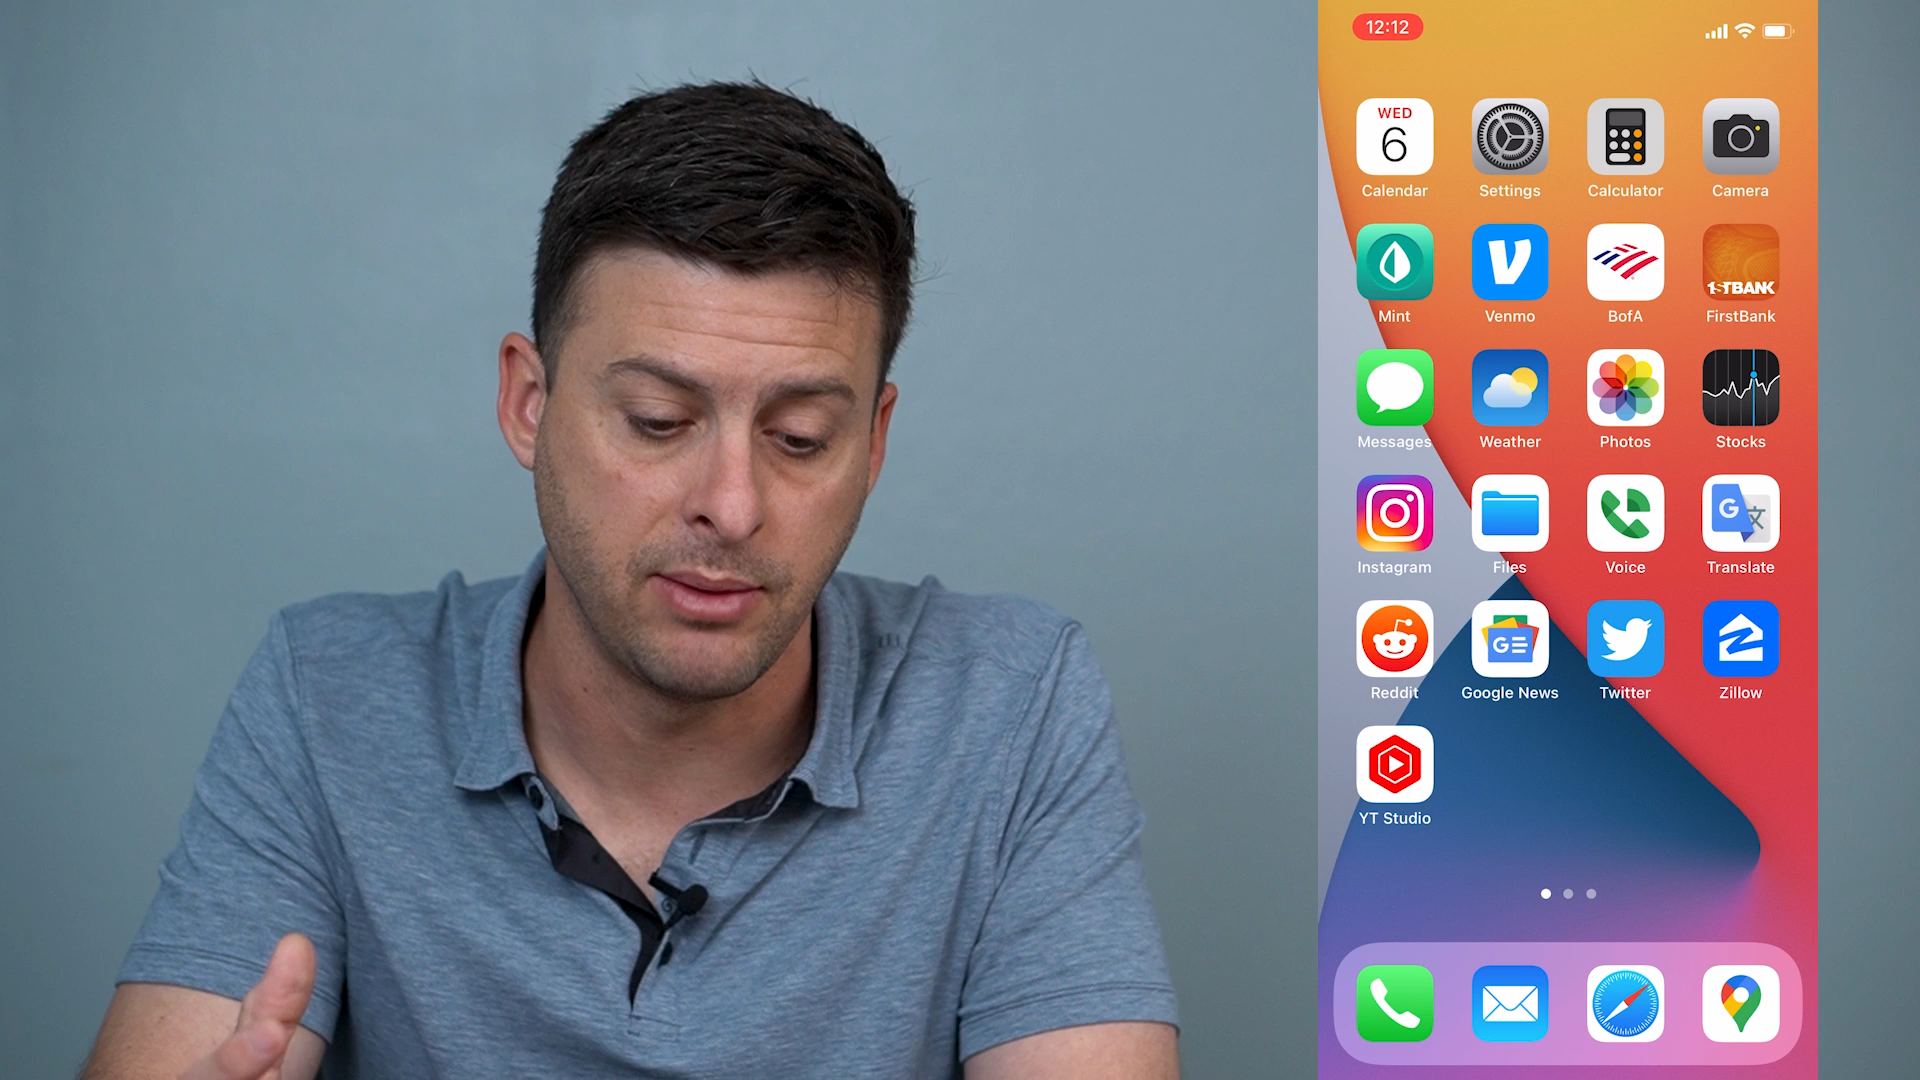 12:12
WED
6
Calendar Settings Calculator Camera
1STBANK
Mint Venmo BofA FirstBank
Messages Weather Photos Stocks
G 文
Instagram Files Voice Translate
G
Reddit Google News Twitter Zillow
YT Studio